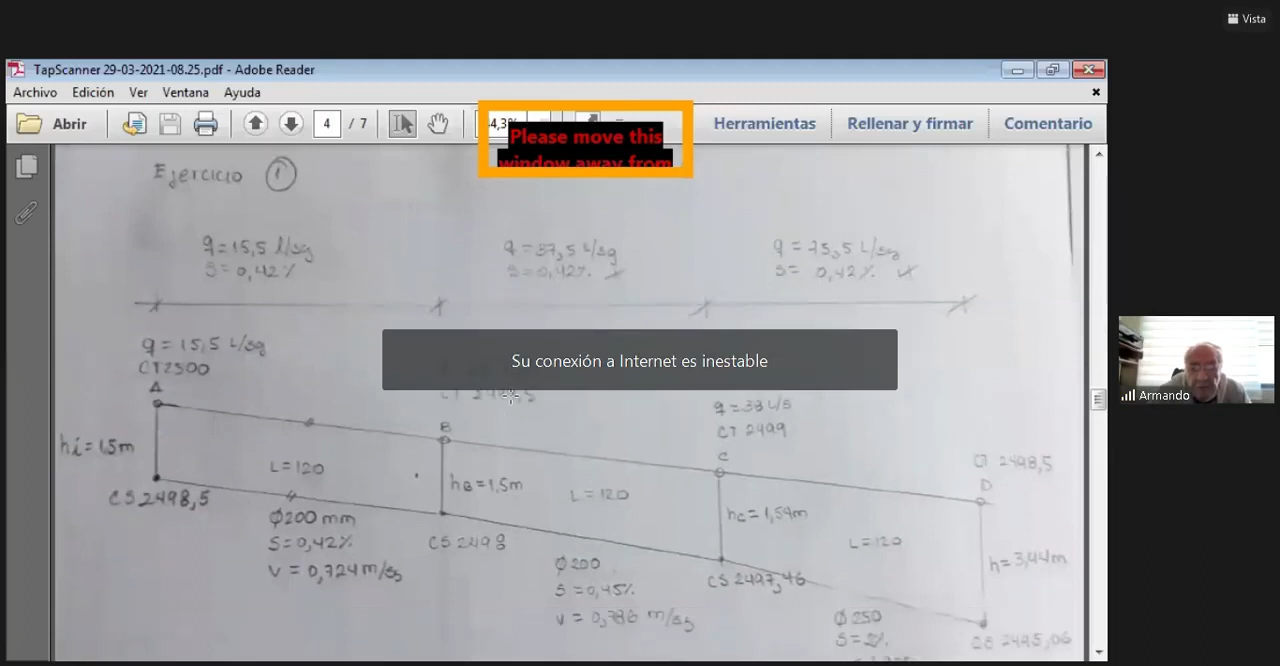 Vista
TapScanner 29-03-2021-08.25.pdf - Adobe Reader
Archivo Edición Ver Ventana Ayuda
Abrir 4 / 7 4,3% Herramientas Rellenar y firmar Comentario
Please move this
window away from
Ejercicio 1
q=15,5 l/sg q=37,5 L/sg q=75,5 L/sg
S=0,42% S=0,42% S= 0,42%
q=15,5 L/sg
CT2500
Su conexión a Internet es inestable
A
q=38 L/S
CT 2499
B
C
CT 2498,5
D
hi=1,5m
L=120
hB=1,5m
L=120
hc=1,54m
L=120
h=3,44m
CS 2498,5
Ø200 mm
S=0,42%
V=0,724 m/sg
CS 2498
Ø200
S=0,45%
V=0,786 m/sg
CS 2497,46
Ø250
S=2%
CS 2495,06
Armando